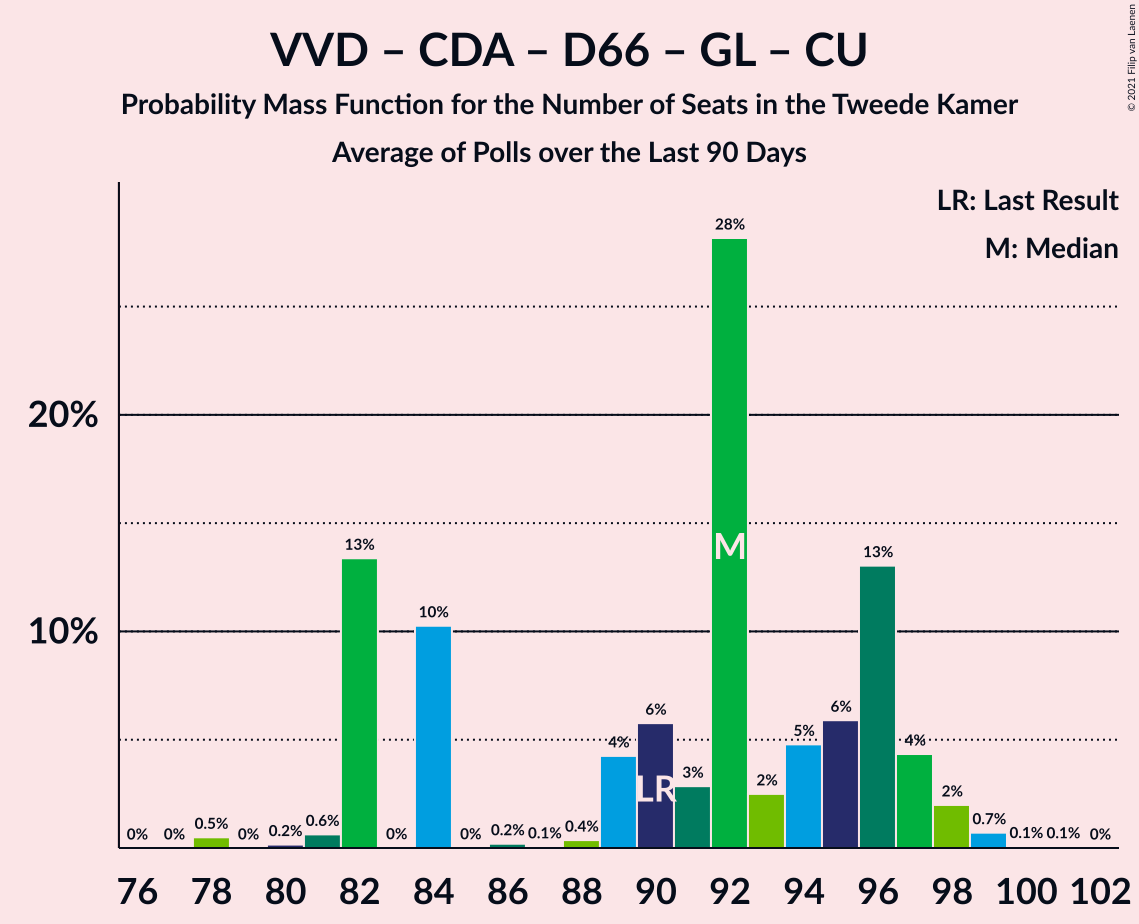 VVD – CDA – D66 – GL – CU
Probability Mass Function for the Number of Seats in the Tweede Kamer
Average of Polls over the Last 90 Days
© 2021 Filip van Laenen
LR: Last Result
M: Median
20%
10%
0% 0% 0.5% 0% 0.2% 0.6% 13% 0% 10% 0% 0.2% 0.1% 0.4% 4% 6% 3% 28% 2% 5% 6% 13% 4% 2% 0.7% 0.1% 0.1% 0%
M
LR
76 78 80 82 84 86 88 90 92 94 96 98 100 102